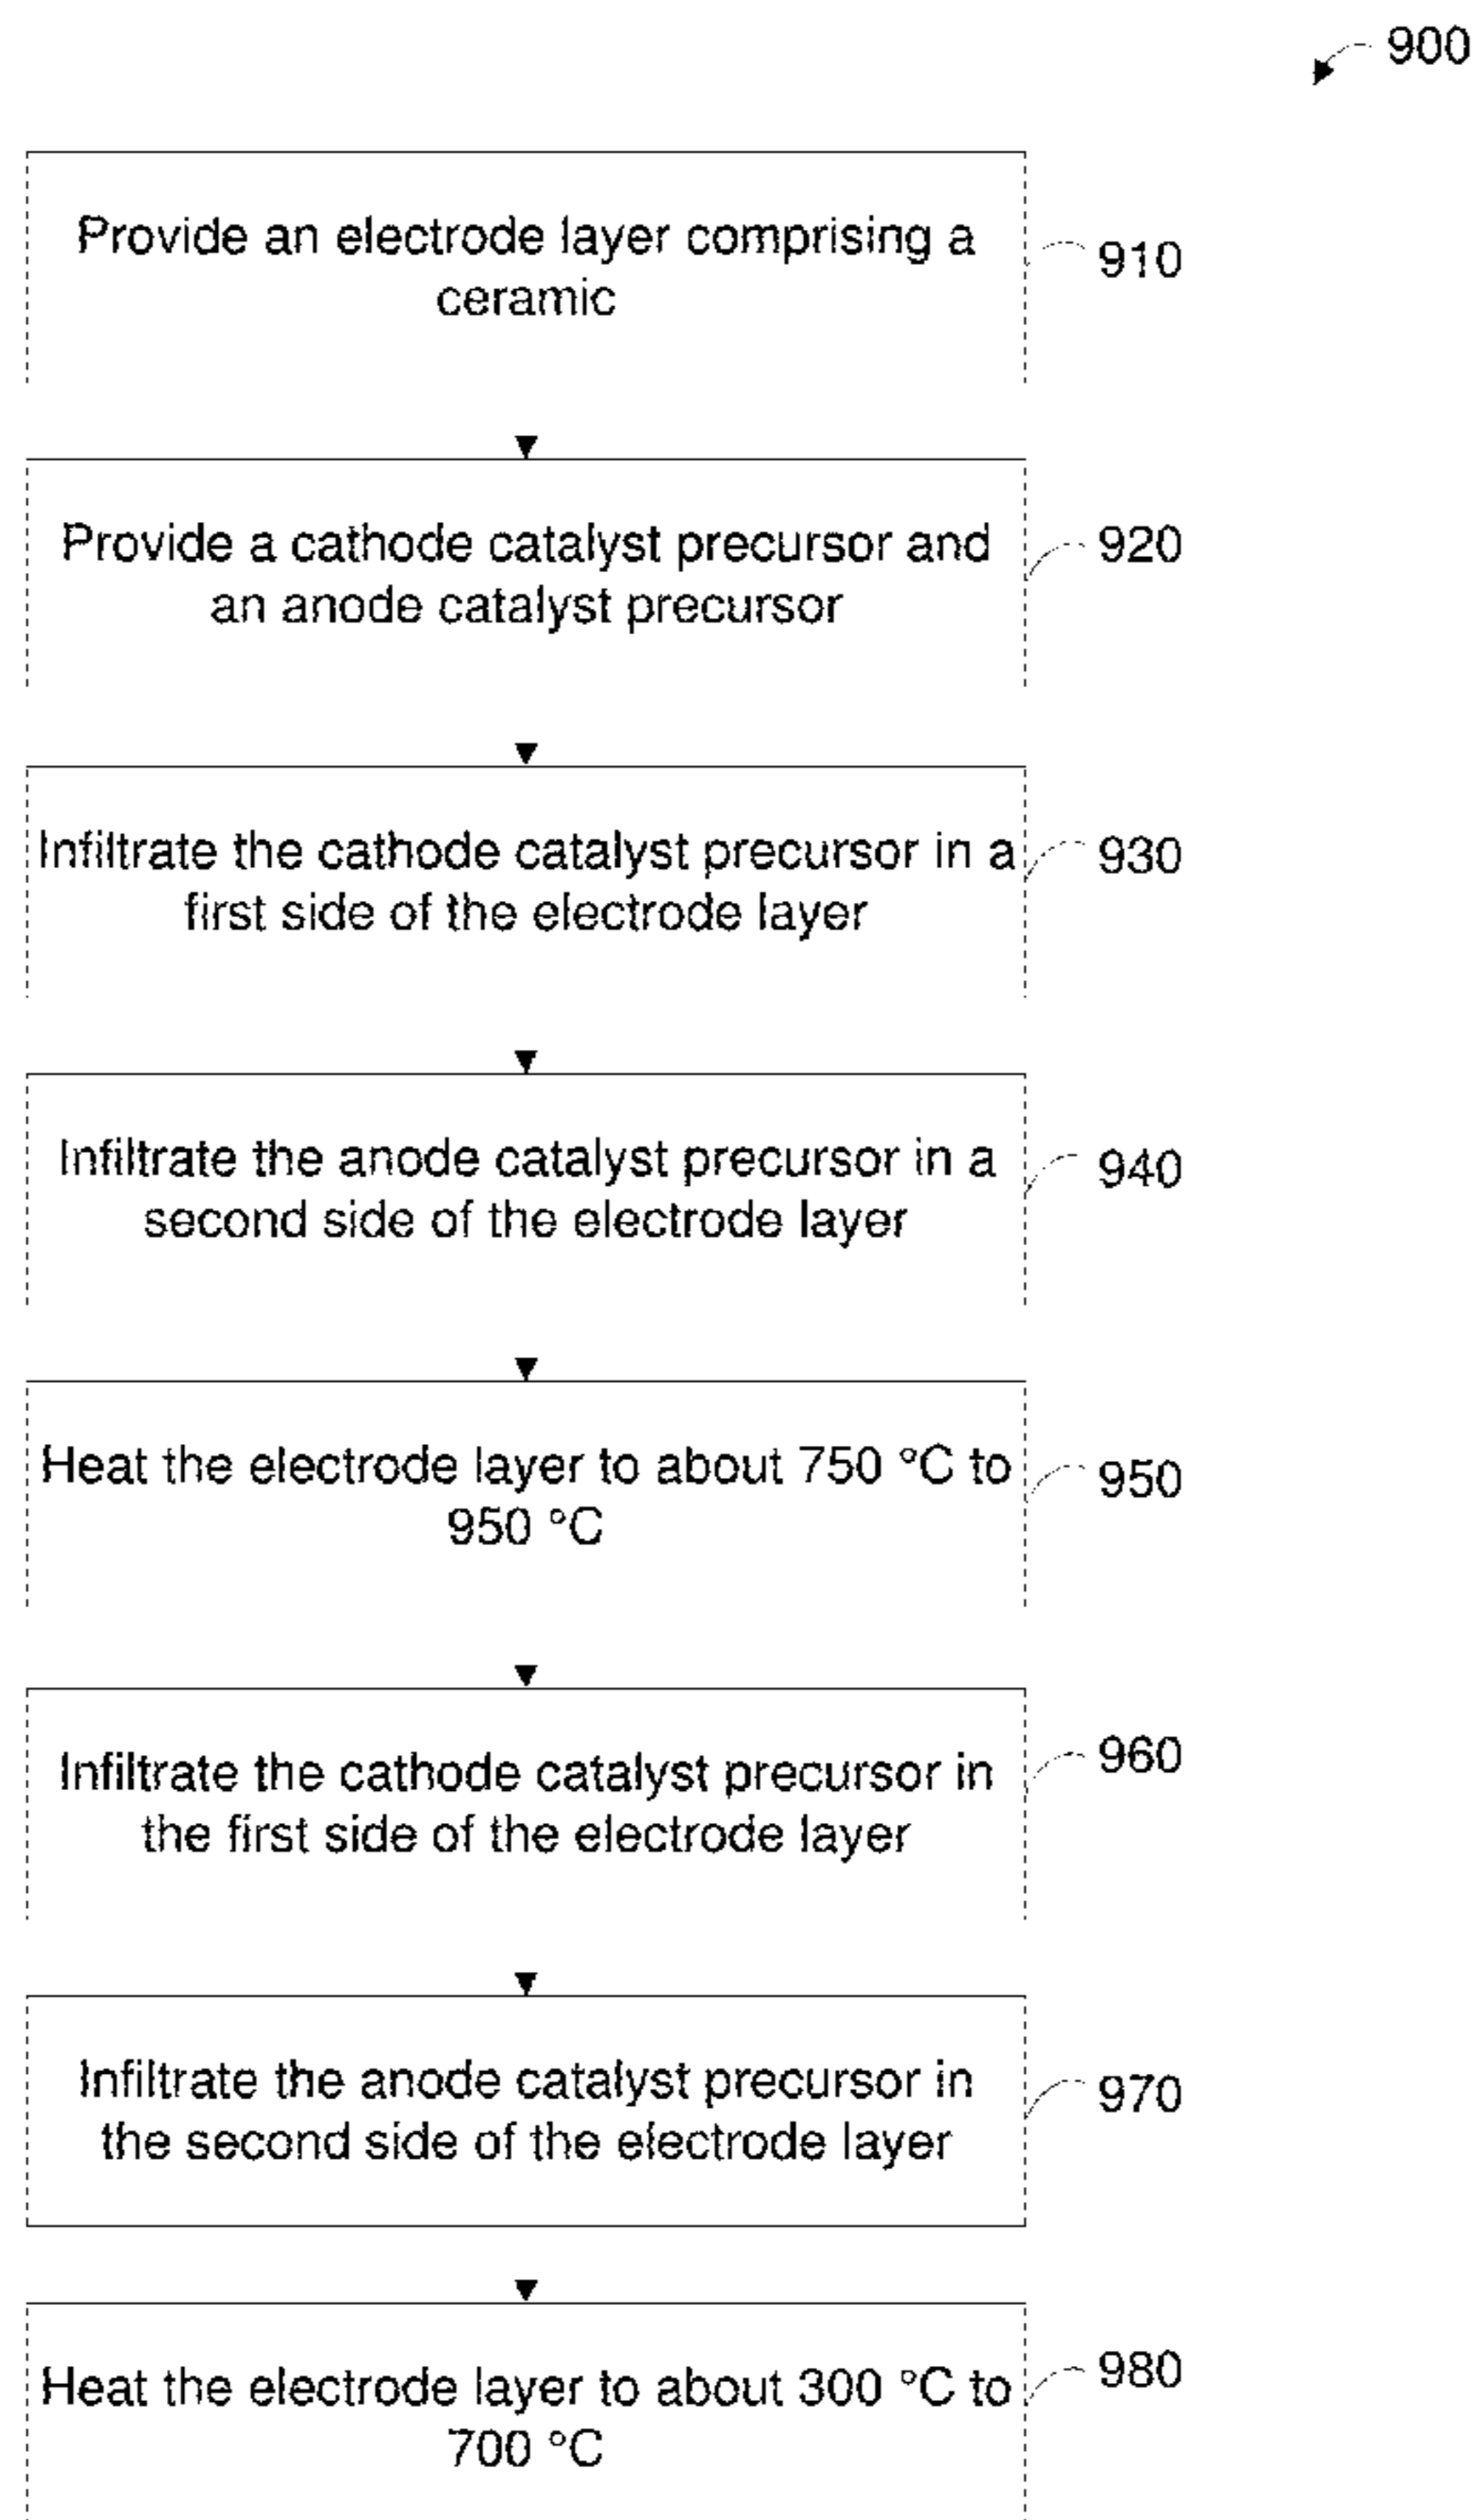 900
Provide an electrode layer comprising a
ceramic
910
Provide a cathode catalyst precursor and
an anode catalyst precursor
920
Infiltrate the cathode catalyst precursor in a
first side of the electrode layer
930
Infiltrate the anode catalyst precursor in a
second side of the electrode layer
940
Heat the electrode layer to about 750 °C to
950 °C
950
Infiltrate the cathode catalyst precursor in
the first side of the electrode layer
960
Infiltrate the anode catalyst precursor in
the second side of the electrode layer
970
Heat the electrode layer to about 300 °C to
700 °C
980